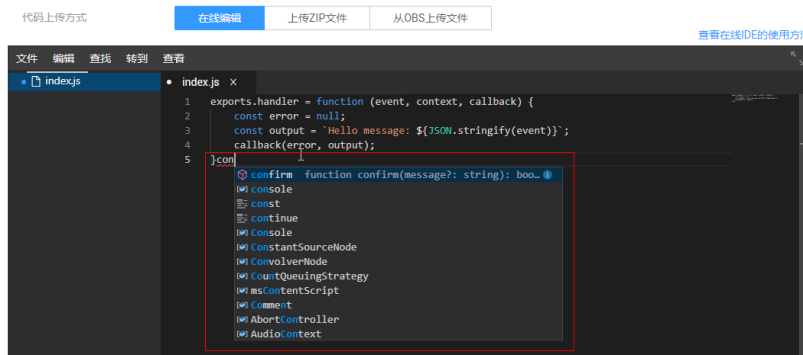 代码上传方式 在线编辑 上传ZIP文件 从OBS上传文件
查看在线IDE的使用方
文件 编辑 查找 转到 查看
index.js
index.js ×
1 exports.handler = function (event, context, callback) {
2 const error = null;
3 const output = `Hello message: ${JSON.stringify(event)}`;
4 callback(error, output);
5 }con
confirm function confirm(message?: string): boo…
console
const
continue
Console
ConstantSourceNode
ConvolverNode
CountQueuingStrategy
msContentScript
Comment
AbortController
AudioContext